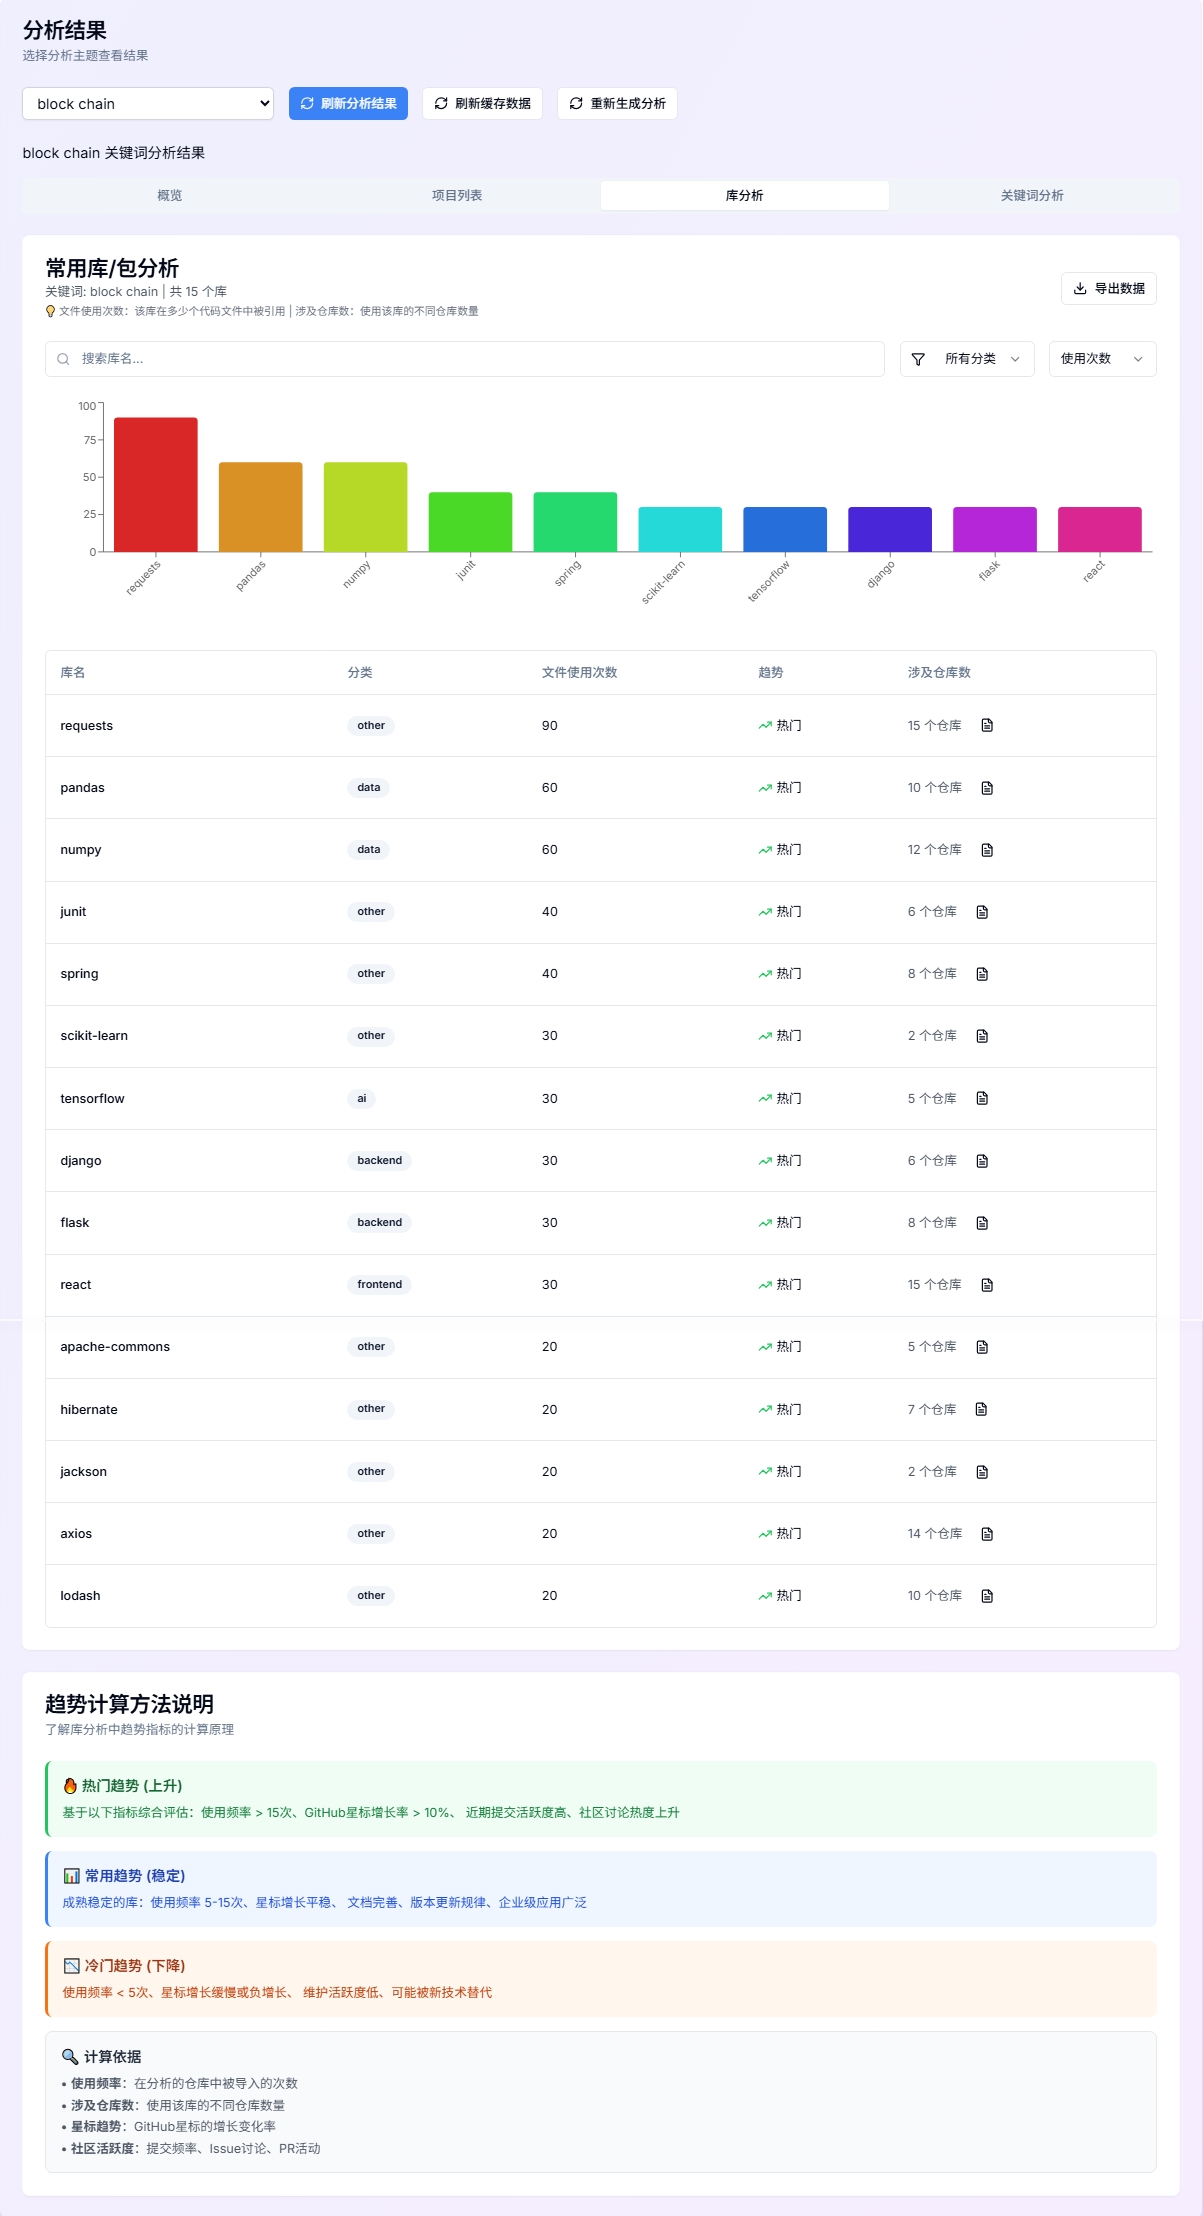 分析结果
选择分析主题查看结果
block chain 刷新分析结果 刷新缓存数据 重新生成分析
block chain 关键词分析结果
概览 项目列表 库分析 关键词分析
常用库/包分析
关键词: block chain | 共 15 个库
💡 文件使用次数：该库在多少个代码文件中被引用 | 涉及仓库数：使用该库的不同仓库数量
导出数据
搜索库名... 所有分类 使用次数
100
75
50
25
0
requests pandas numpy junit spring scikit-learn tensorflow django flask react
库名 分类 文件使用次数 趋势 涉及仓库数
requests other 90 热门 15 个仓库
pandas data 60 热门 10 个仓库
numpy data 60 热门 12 个仓库
junit other 40 热门 6 个仓库
spring other 40 热门 8 个仓库
scikit-learn other 30 热门 2 个仓库
tensorflow ai 30 热门 5 个仓库
django backend 30 热门 6 个仓库
flask backend 30 热门 8 个仓库
react frontend 30 热门 15 个仓库
apache-commons other 20 热门 5 个仓库
hibernate other 20 热门 7 个仓库
jackson other 20 热门 2 个仓库
axios other 20 热门 14 个仓库
lodash other 20 热门 10 个仓库
趋势计算方法说明
了解库分析中趋势指标的计算原理
🔥 热门趋势 (上升)
基于以下指标综合评估：使用频率 > 15次、GitHub星标增长率 > 10%、 近期提交活跃度高、社区讨论热度上升
📊 常用趋势 (稳定)
成熟稳定的库：使用频率 5-15次、星标增长平稳、 文档完善、版本更新规律、企业级应用广泛
📉 冷门趋势 (下降)
使用频率 < 5次、星标增长缓慢或负增长、 维护活跃度低、可能被新技术替代
🔍 计算依据
• 使用频率：在分析的仓库中被导入的次数
• 涉及仓库数：使用该库的不同仓库数量
• 星标趋势：GitHub星标的增长变化率
• 社区活跃度：提交频率、Issue讨论、PR活动